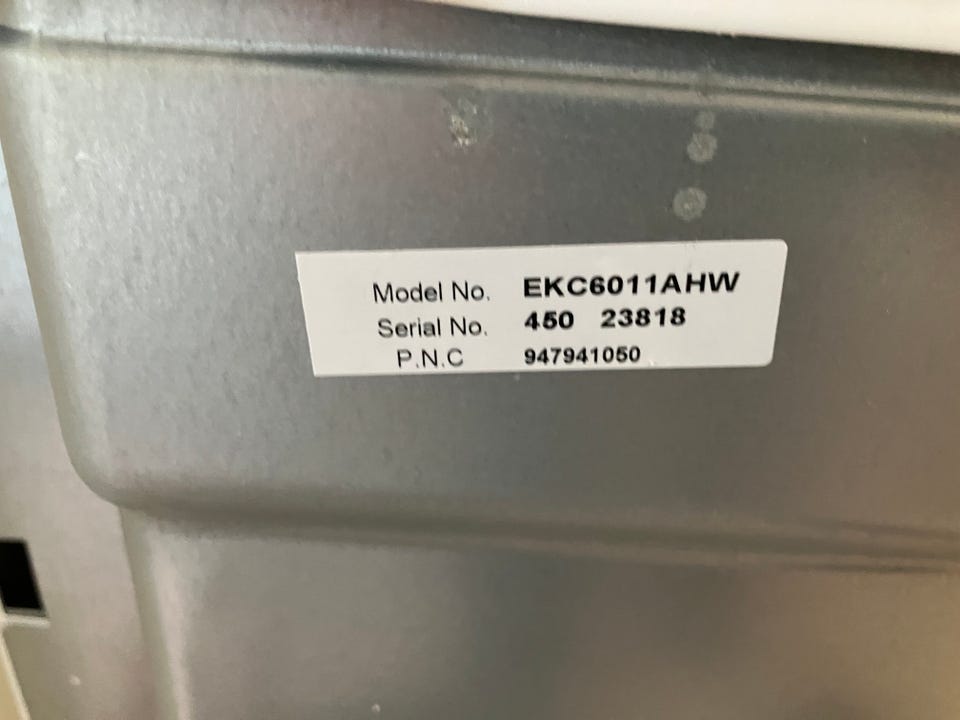 Model No. EKC6011AHW
Serial No. 450 23818
P.N.C 947941050